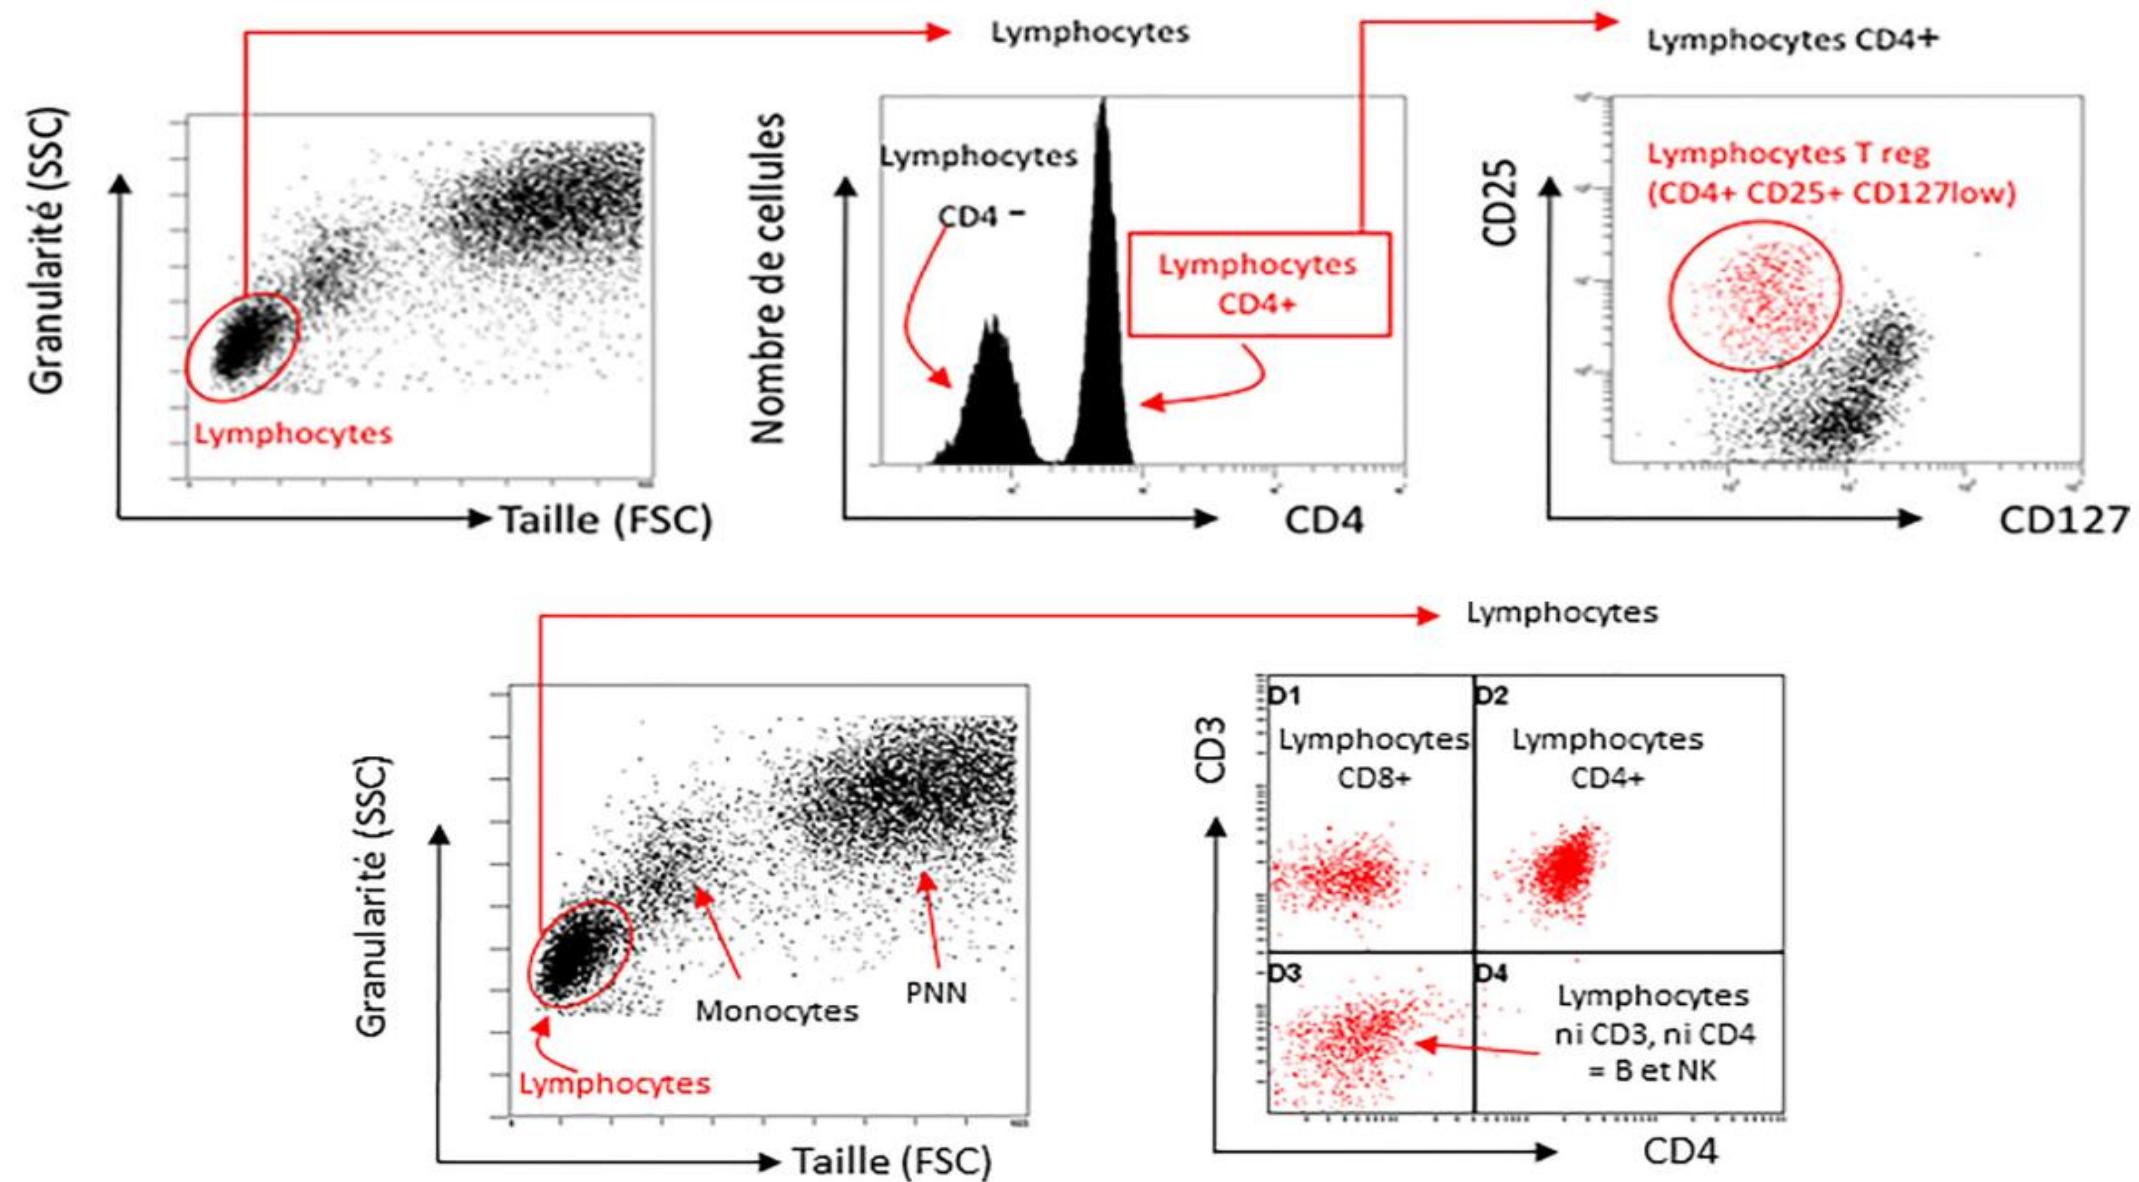 Lymphocytes
Lymphocytes CD4+
Granularité (SSC)
Lymphocytes
Taille (FSC)
Nombre de cellules
Lymphocytes
CD4 -
Lymphocytes
CD4+
CD4
CD25
Lymphocytes T reg
(CD4+ CD25+ CD127low)
CD127
Lymphocytes
Granularité (SSC)
Monocytes
PNN
Lymphocytes
Taille (FSC)
CD3
D1
D2
Lymphocytes
CD8+
Lymphocytes
CD4+
D3
D4
Lymphocytes
ni CD3, ni CD4
= B et NK
CD4